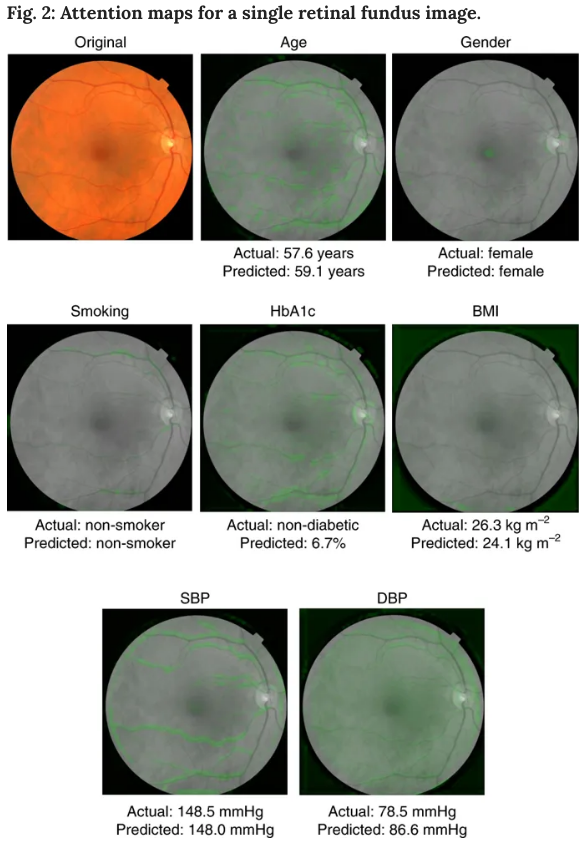 Fig. 2: Attention maps for a single retinal fundus image.
Original
Age
Gender
Actual: 57.6 years
Predicted: 59.1 years
Actual: female
Predicted: female
Smoking
HbA1c
BMI
Actual: non-smoker
Predicted: non-smoker
Actual: non-diabetic
Predicted: 6.7%
Actual: 26.3 kg m⁻²
Predicted: 24.1 kg m⁻²
SBP
DBP
Actual: 148.5 mmHg
Predicted: 148.0 mmHg
Actual: 78.5 mmHg
Predicted: 86.6 mmHg